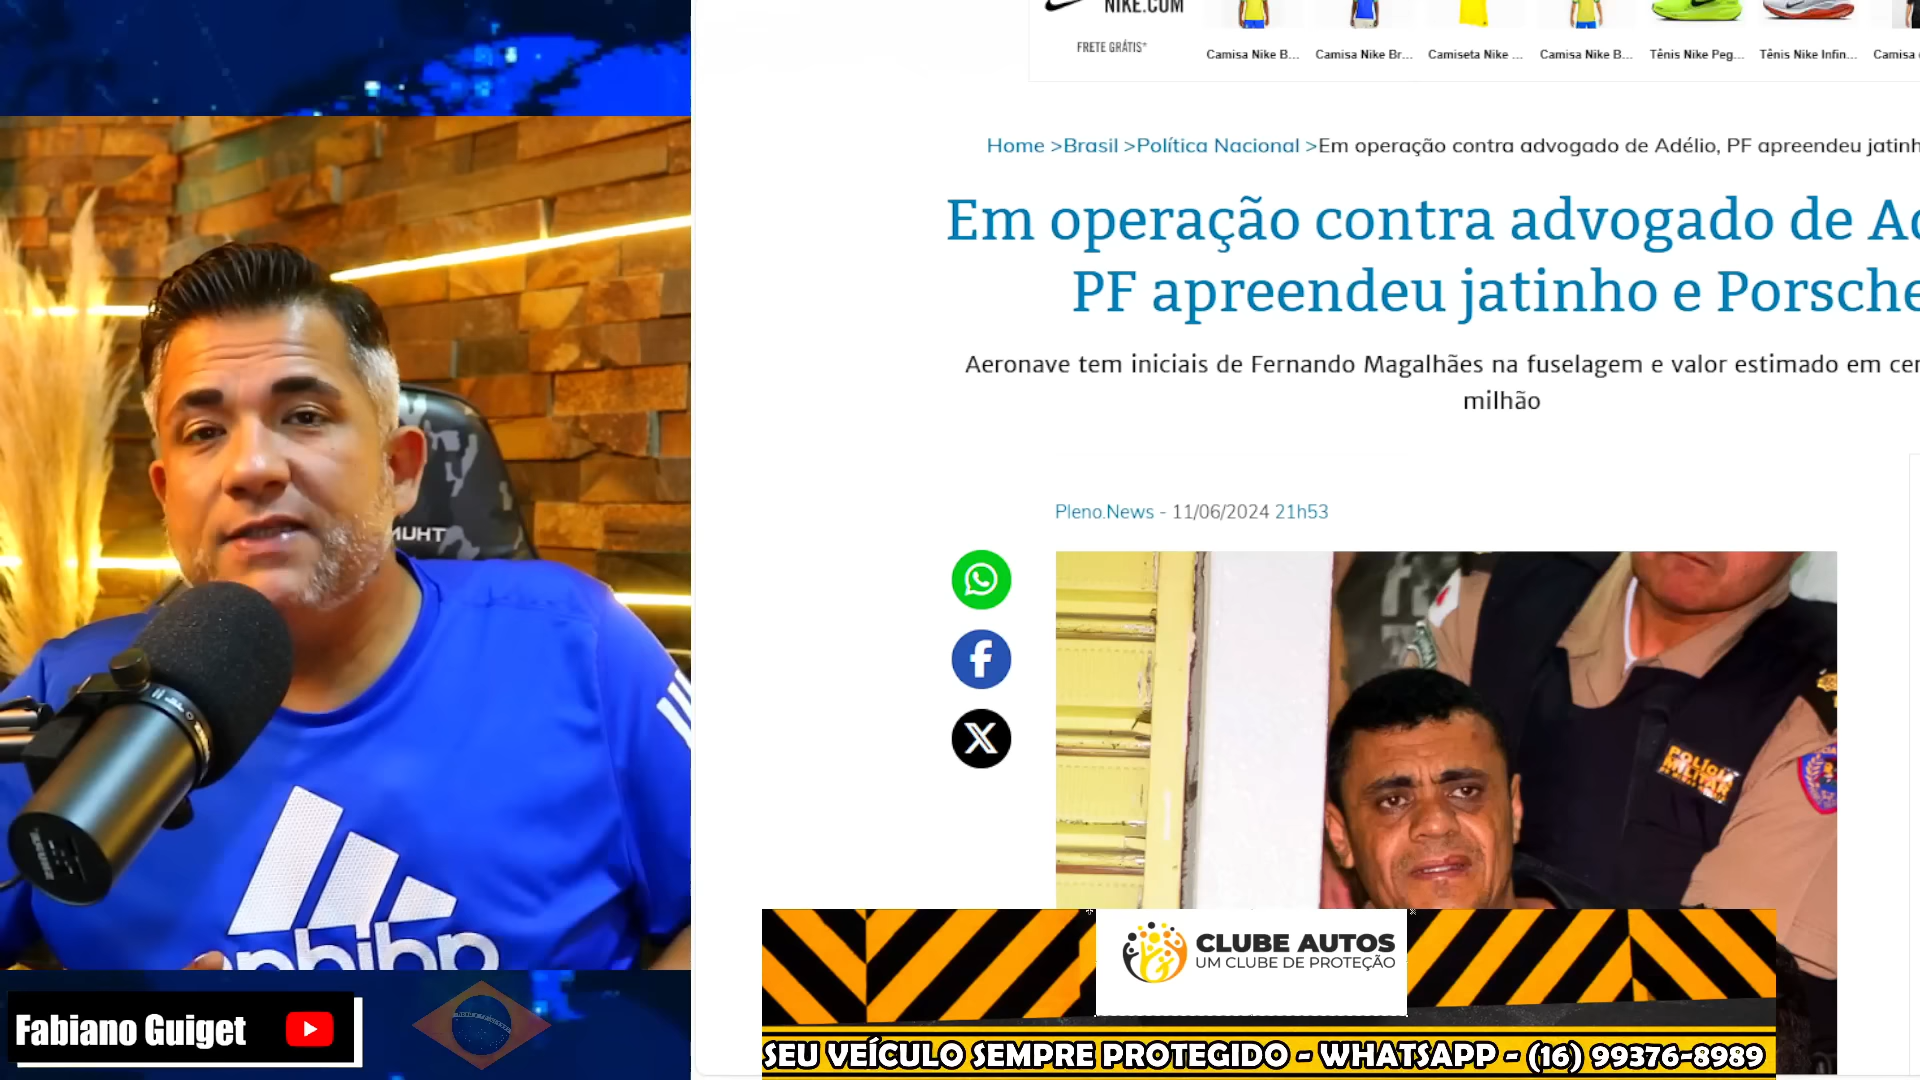 NIKE.COM
FRETE GRÁTIS*
Camisa Nike B...
Camisa Nike Br...
Camiseta Nike ...
Camisa Nike B...
Tênis Nike Peg...
Tênis Nike Infin...
Camisa
Home >Brasil >Política Nacional >Em operação contra advogado de Adélio, PF apreendeu jatinh
Em operação contra advogado de Ad
PF apreendeu jatinho e Porsche
Aeronave tem iniciais de Fernando Magalhães na fuselagem e valor estimado em cer
milhão
Pleno.News - 11/06/2024 21h53
POLÍCIA
MILITAR
adidas
Fabiano Guiget
CLUBE AUTOS
UM CLUBE DE PROTEÇÃO
SEU VEÍCULO SEMPRE PROTEGIDO - WHATSAPP - (16) 99376-8989